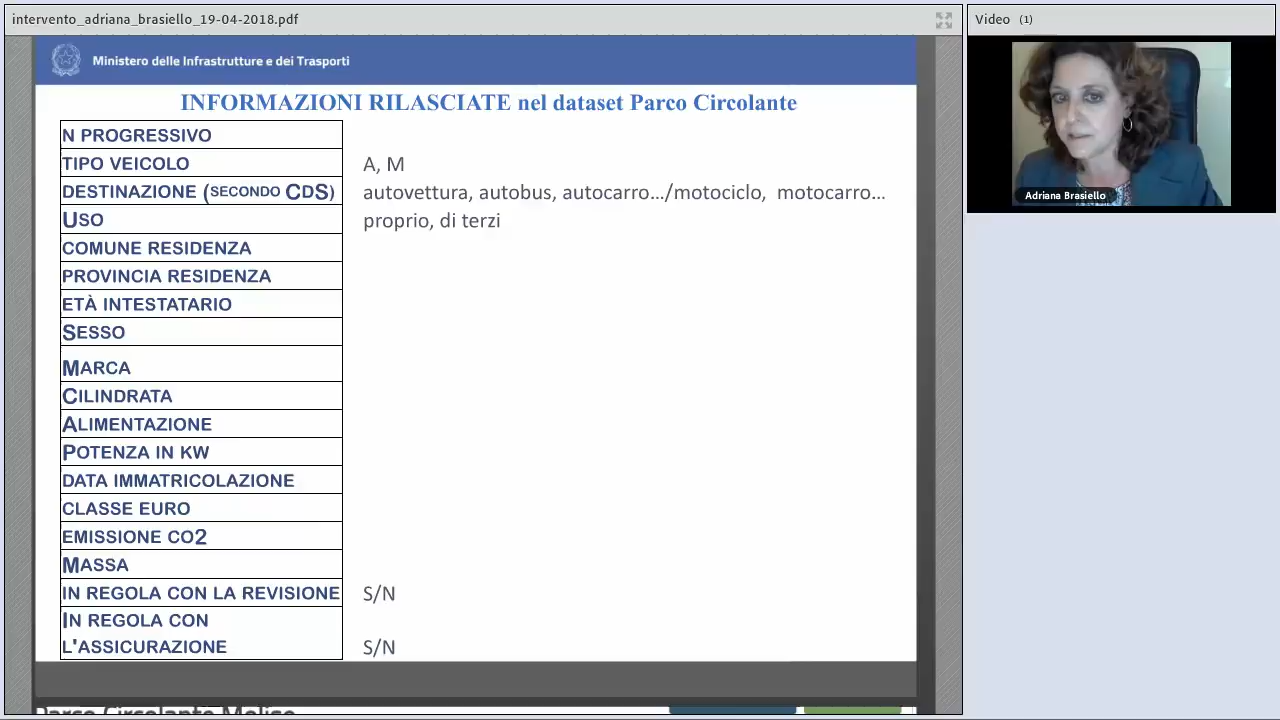 intervento_adriana_brasiello_19-04-2018.pdf
Video (1)
Ministero delle Infrastrutture e dei Trasporti
INFORMAZIONI RILASCIATE nel dataset Parco Circolante
N PROGRESSIVO
TIPO VEICOLO A, M
DESTINAZIONE (SECONDO CDS) autovettura, autobus, autocarro.../motociclo, motocarro...
USO proprio, di terzi
COMUNE RESIDENZA
PROVINCIA RESIDENZA
ETÀ INTESTATARIO
SESSO
MARCA
CILINDRATA
ALIMENTAZIONE
POTENZA IN KW
DATA IMMATRICOLAZIONE
CLASSE EURO
EMISSIONE CO2
MASSA
IN REGOLA CON LA REVISIONE S/N
IN REGOLA CON
L'ASSICURAZIONE S/N
Parco Circolante Molise
Adriana Brasiello